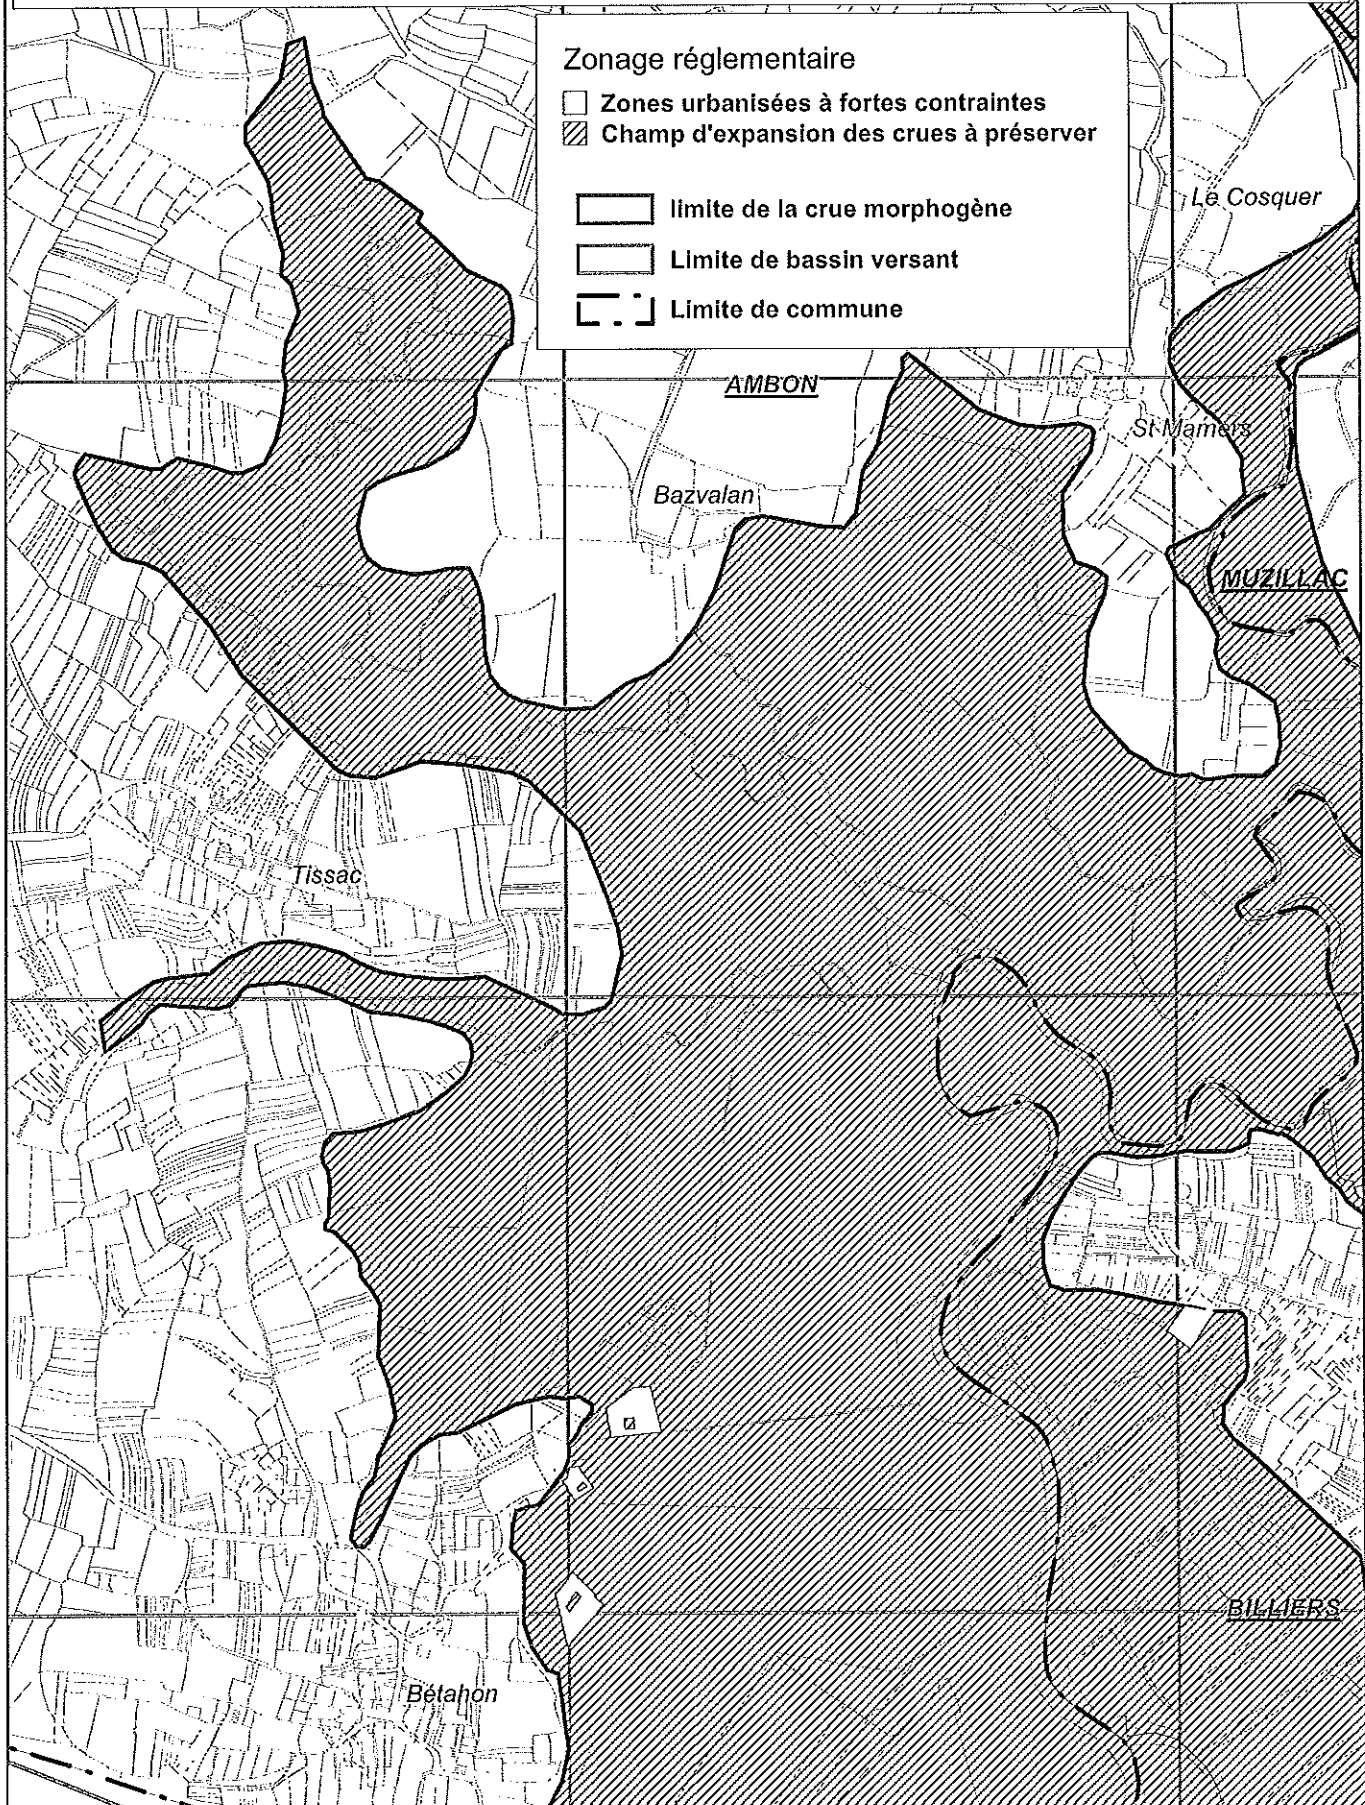 Zonage réglementaire
Zones urbanisées à fortes contraintes
Champ d'expansion des crues à préserver
limite de la crue morphogène
Limite de bassin versant
Limite de commune
Le Cosquer
AMBON
St Mamers
Bazvalan
MUZILLAC
Tissac
BILLIERS
Bétahon